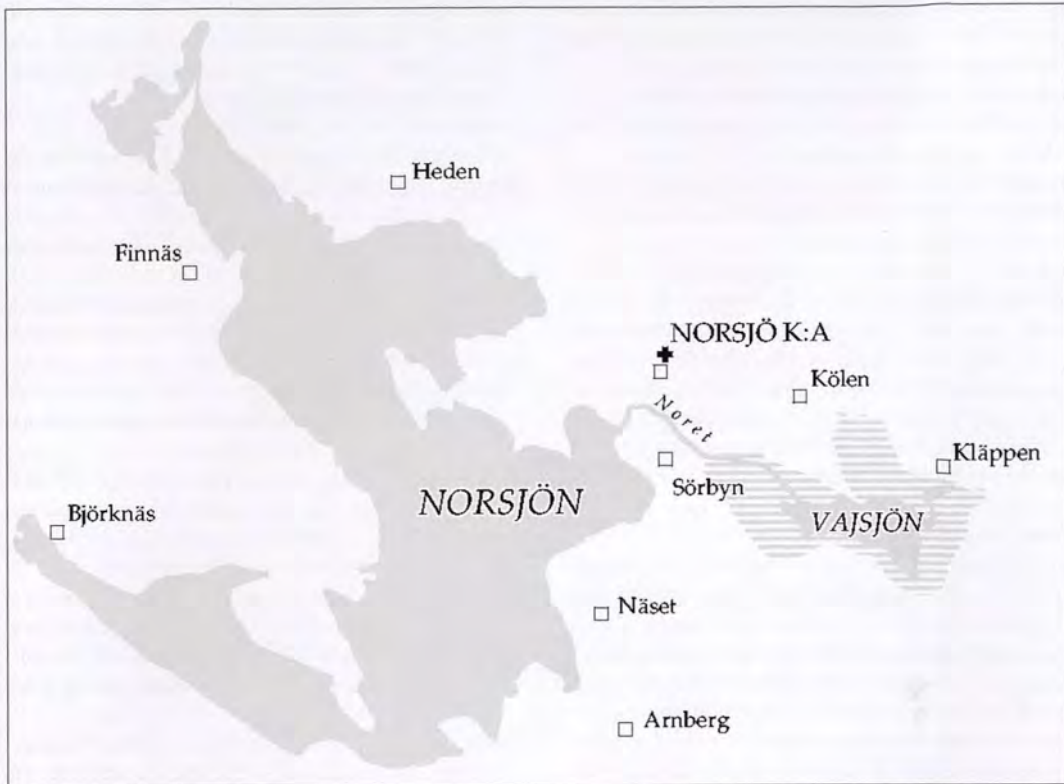 Heden
Finnäs
NORSJÖ K:A
Kölen
Noret
Kläppen
Sörbyn
NORSJÖN
VAJSJÖN
Björknäs
Näset
Arnberg